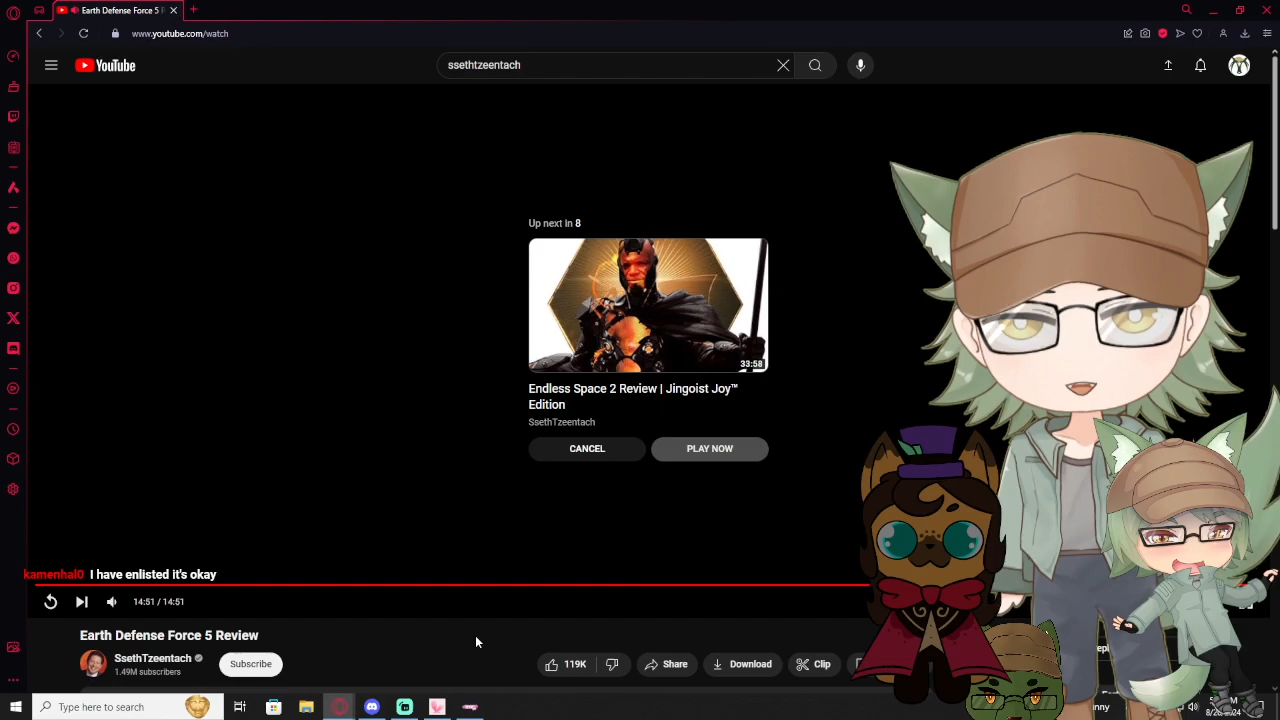 Earth Defense Force 5 R
www.youtube.com/watch
YouTube
ssethtzeentach
Up next in 8
33:58
Endless Space 2 Review | Jingoist Joy™
Edition
SsethTzeentach
CANCEL
PLAY NOW
kamenhal0 I have enlisted it's okay
14:51 / 14:51
Earth Defense Force 5 Review
SsethTzeentach
1.49M subscribers
Subscribe
119K
Share
Download
Clip
Type here to search